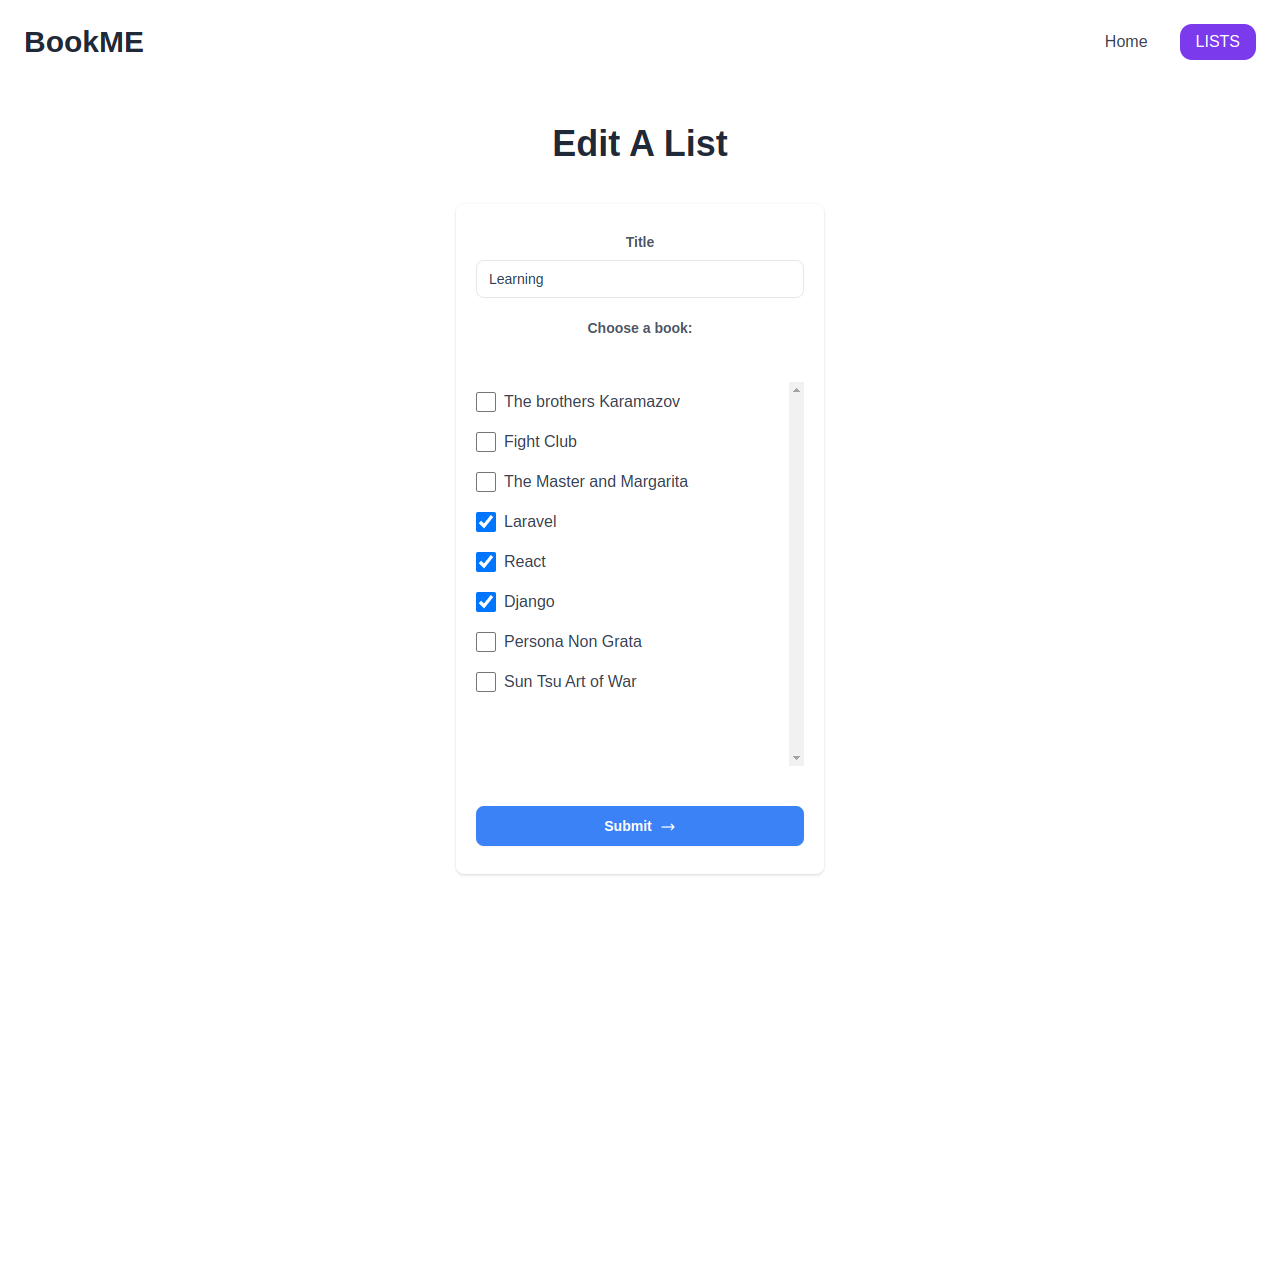 BookME
Home
LISTS
Edit A List
Title
Learning
Choose a book:
The brothers Karamazov
Fight Club
The Master and Margarita
Laravel
React
Django
Persona Non Grata
Sun Tsu Art of War
Submit →